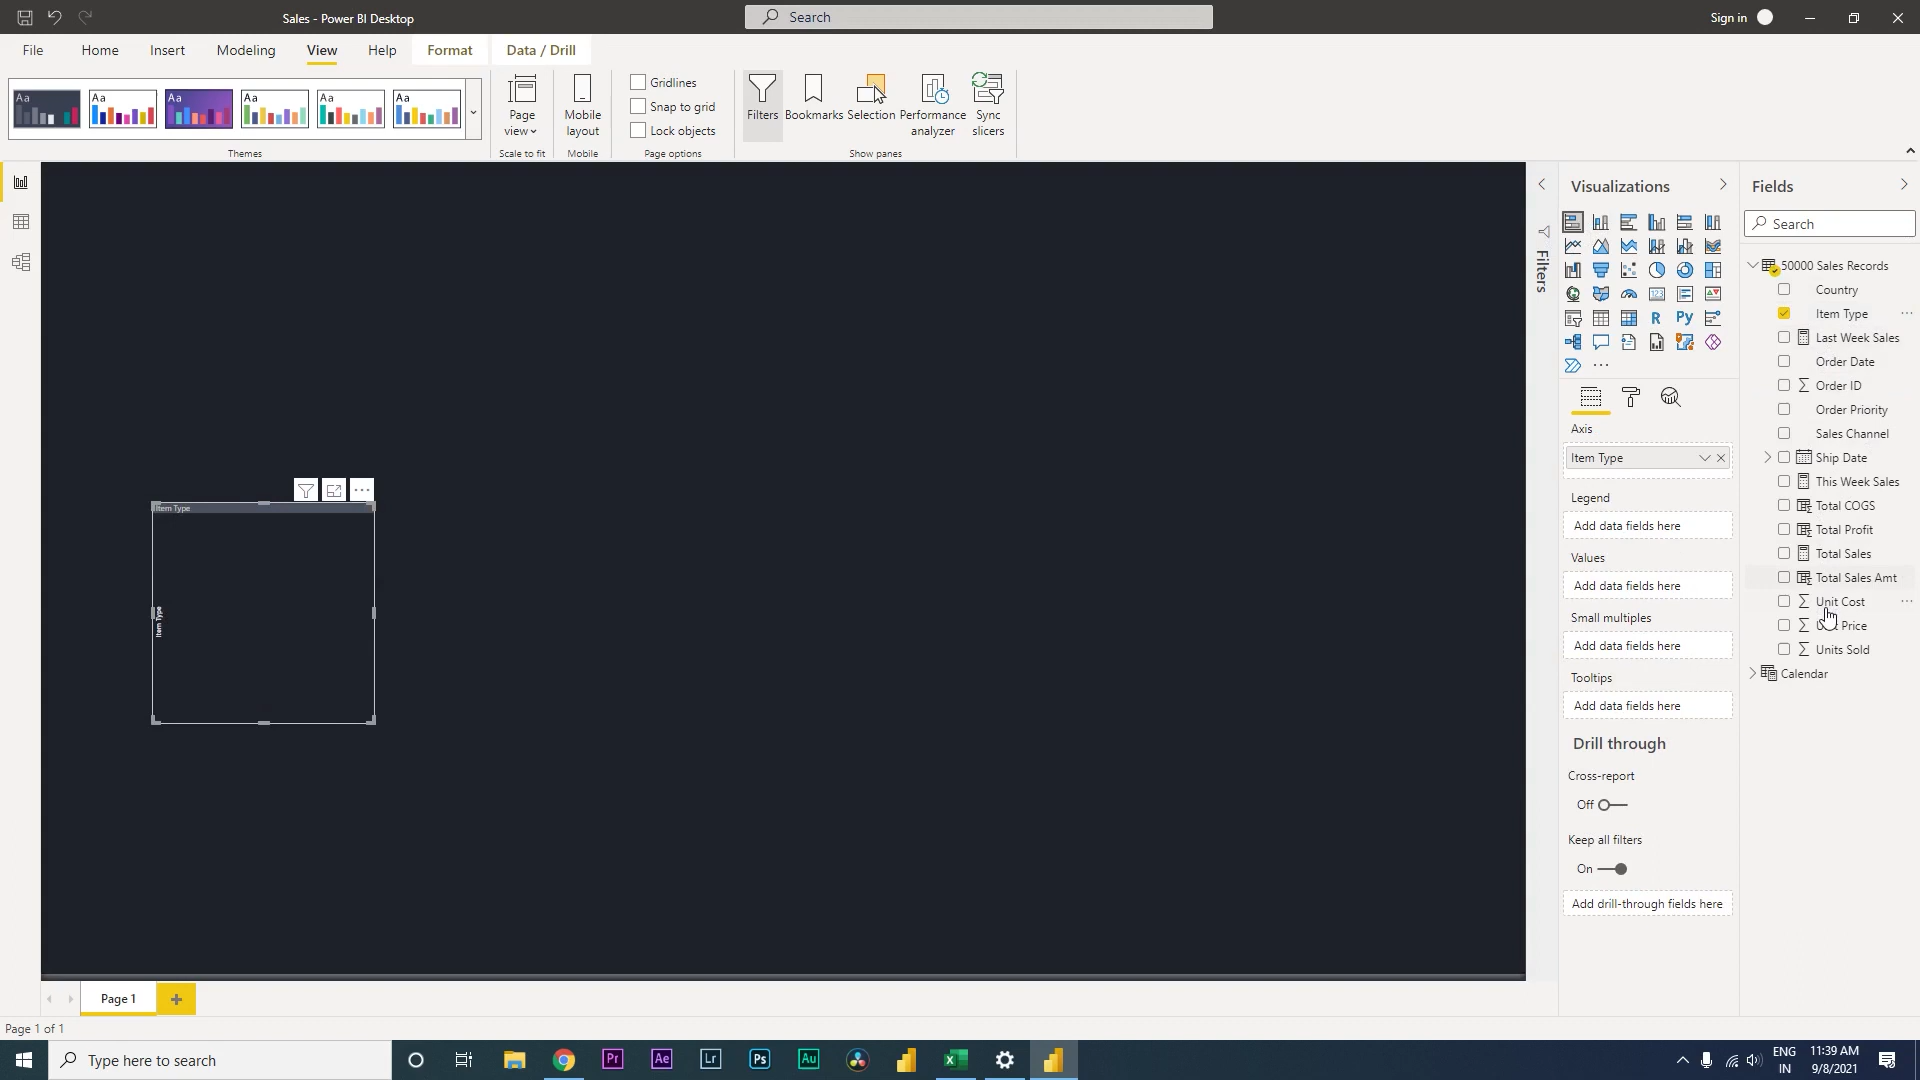 Sales - Power BI Desktop
Search
Sign in
File
Home
Insert
Modeling
View
Help
Format
Data / Drill
Aa
Aa
Aa
Aa
Aa
Aa
Themes
Page
view
Scale to fit
Mobile
layout
Mobile
Gridlines
Snap to grid
Lock objects
Page options
Filters
Bookmarks
Selection
Performance
analyzer
Sync
slicers
Show panes
Item Type
Item Type
Filters
Visualizations
R
Py
123
Axis
Item Type
Legend
Add data fields here
Values
Add data fields here
Small multiples
Add data fields here
Tooltips
Add data fields here
Drill through
Cross-report
Off
Keep all filters
On
Add drill-through fields here
Fields
Search
50000 Sales Records
Country
Item Type
Last Week Sales
Order Date
Order ID
Order Priority
Sales Channel
Ship Date
This Week Sales
Total COGS
Total Profit
Total Sales
Total Sales Amt
Unit Cost
Price
Units Sold
Calendar
Page 1
Page 1 of 1
Type here to search
Pr
Ae
Lr
Ps
Au
ENG
IN
11:39 AM
9/8/2021